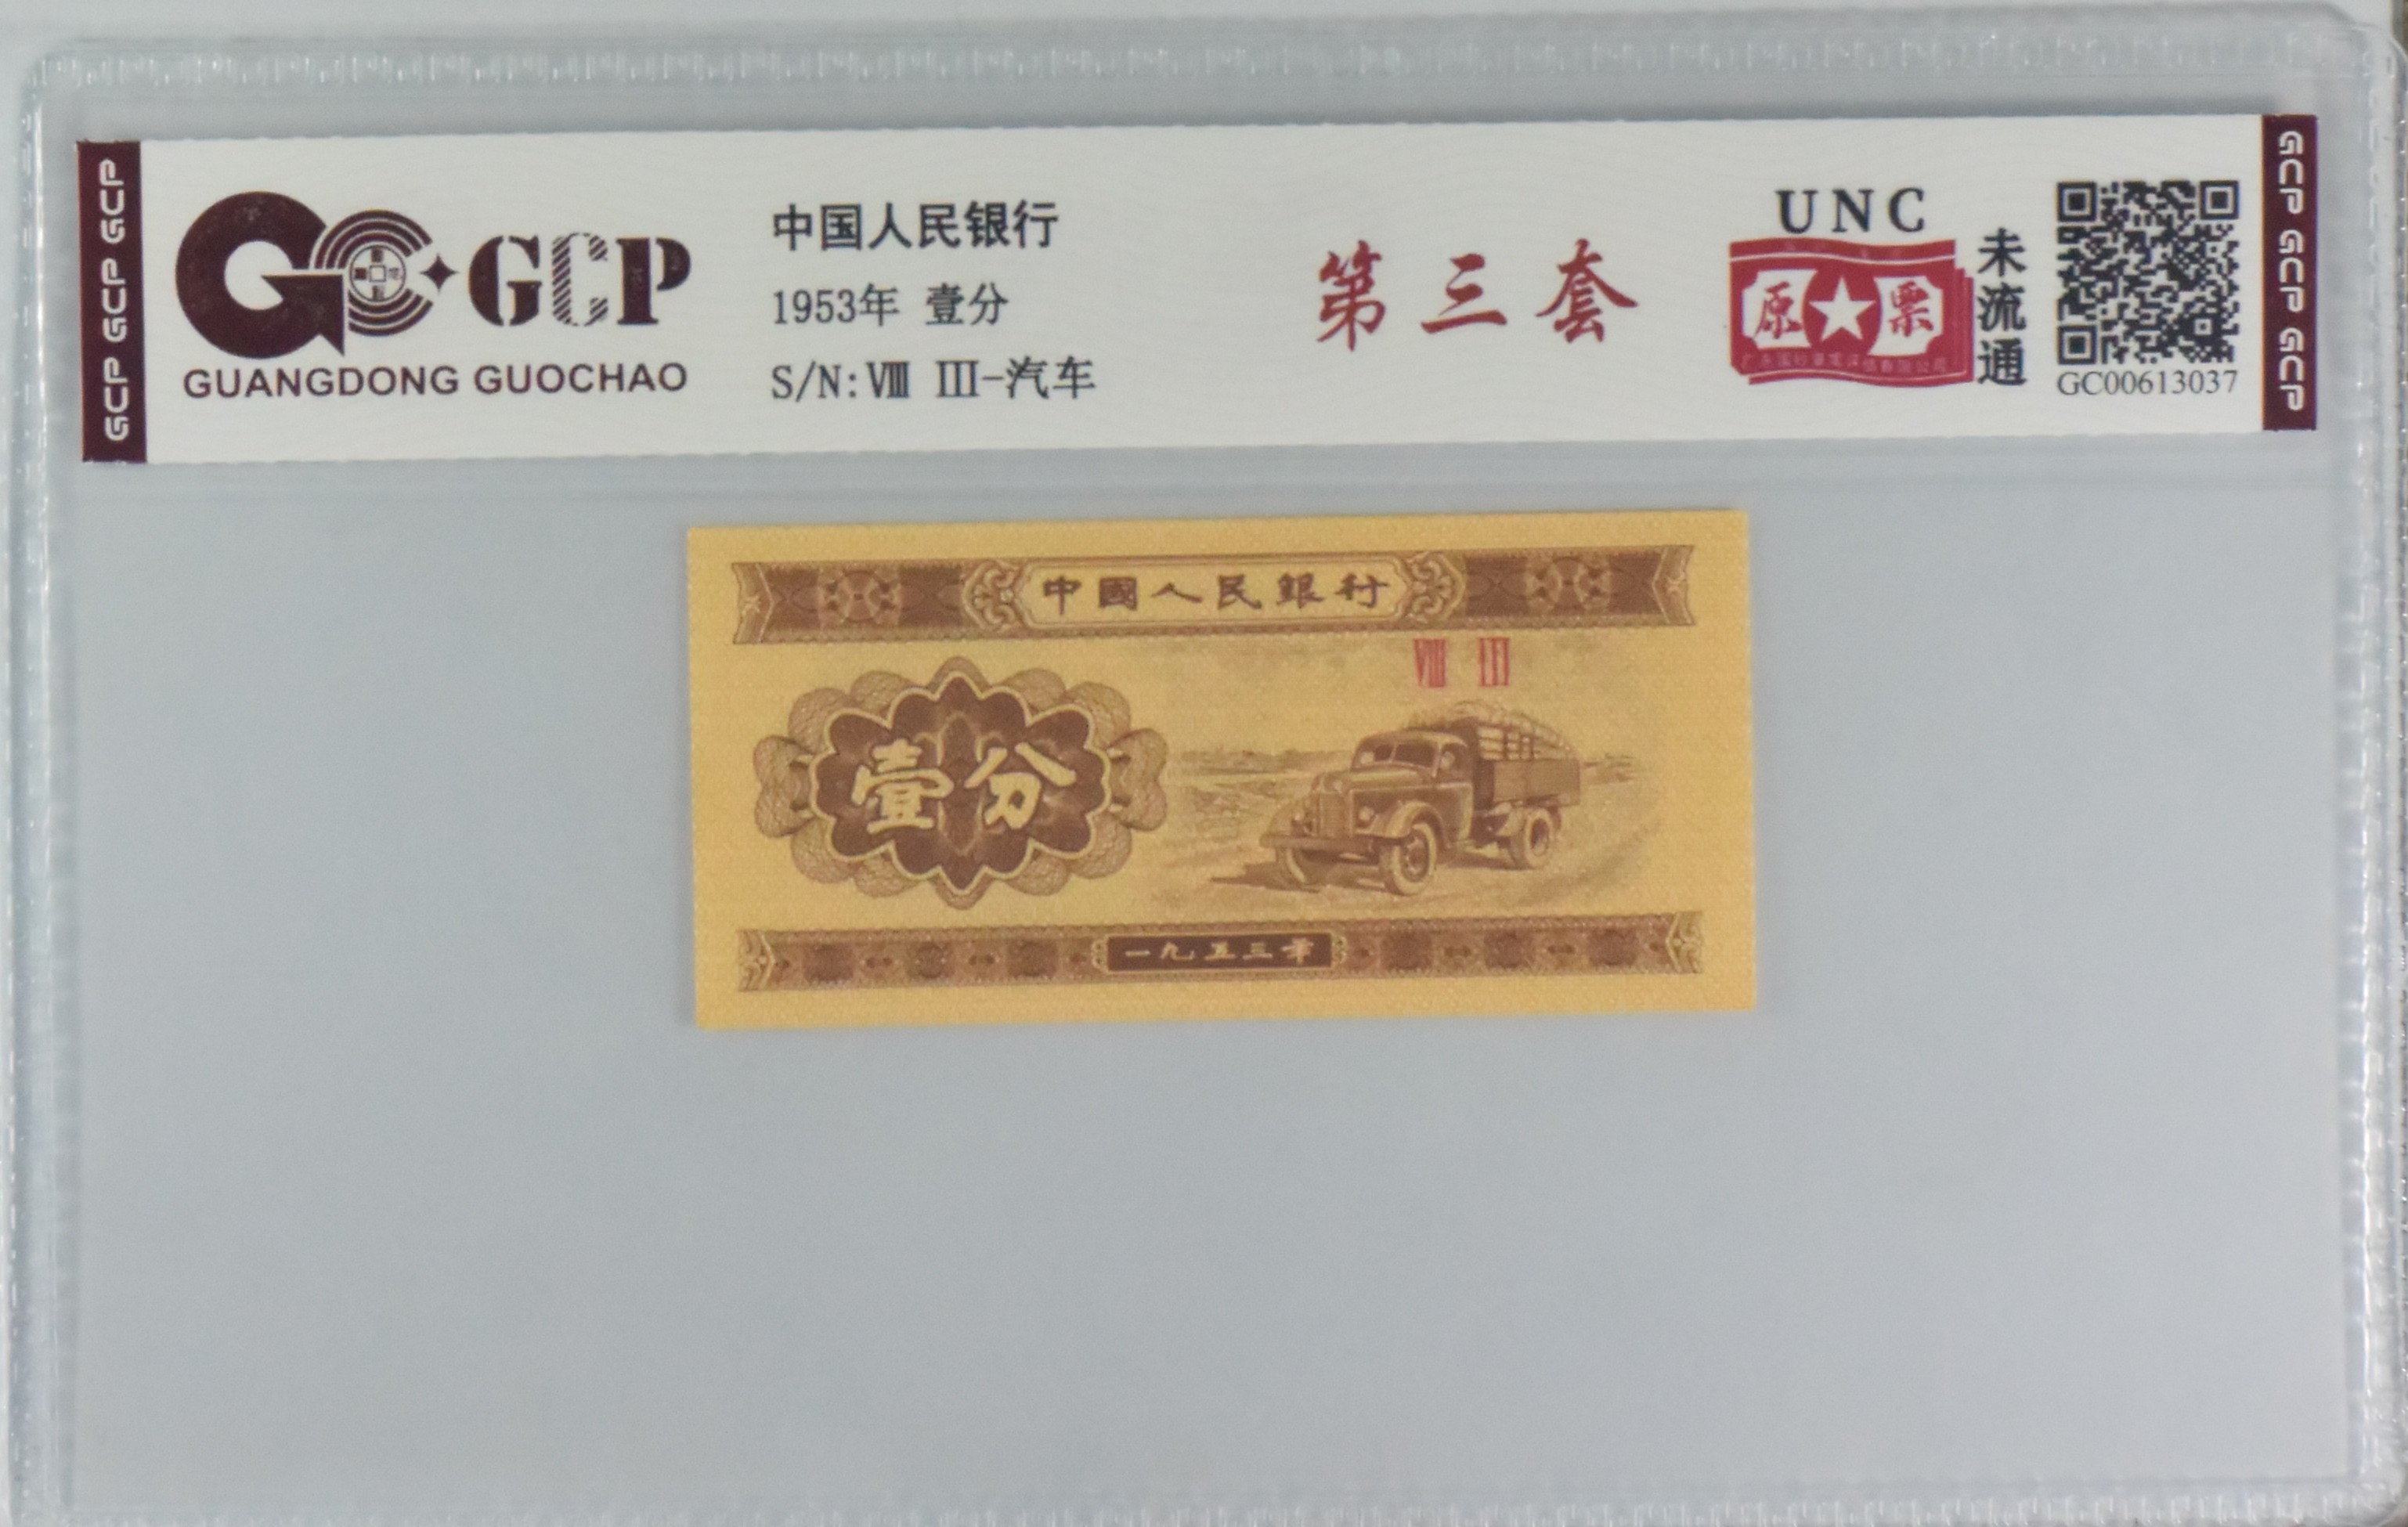 GCP GCP GCP
GCP
GUANGDONG GUOCHAO
中国人民银行
1953年 壹分
S/N:Ⅷ Ⅲ-汽车
第三套
UNC
原★票
未流通
GC00613037
GCP GCP GCP
中國人民銀行
Ⅷ Ⅲ
壹分
一九五三年